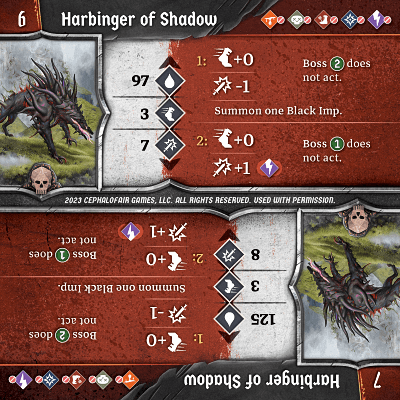 6 Harbinger of Shadow
97
3
7
1: +0
-1
Boss 2 does
not act.
Summon one Black Imp.
2: +0
+1
Boss 1 does
not act.
2023 CEPHALOFAIR GAMES, LLC. ALL RIGHTS RESERVED. USED WITH PERMISSION.
7 Harbinger of Shadow
125
3
8
1: +0
-1
Boss 2 does
not act.
Summon one Black Imp.
2: +0
+1
Boss 1 does
not act.